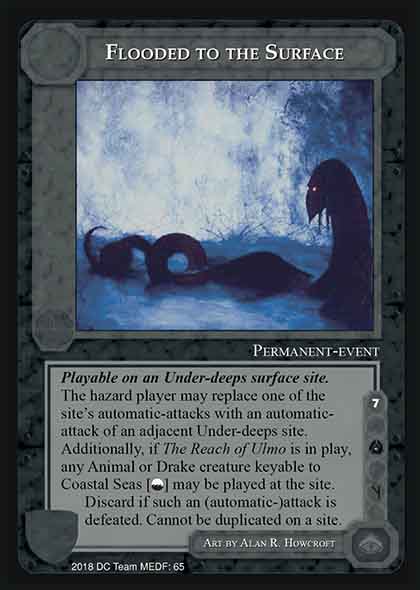 Flooded to the Surface
Permanent-event
Playable on an Under-deeps surface site.
The hazard player may replace one of the
site's automatic-attacks with an automatic-
attack of an adjacent Under-deeps site.
Additionally, if The Reach of Ulmo is in play,
any Animal or Drake creature keyable to
Coastal Seas [ ] may be played at the site.
Discard if such an (automatic-)attack is
defeated. Cannot be duplicated on a site.
7
Art by Alan R. Howcroft
2018 DC Team MEDF: 65